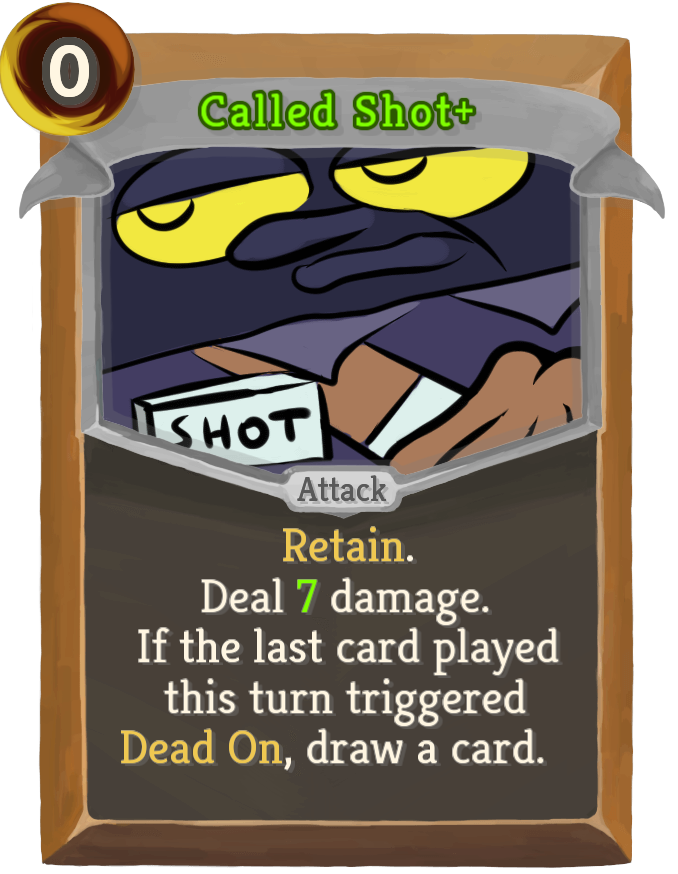 0
Called Shot+
SHOT
Attack
Retain.
Deal 7 damage.
If the last card played
this turn triggered
Dead On, draw a card.